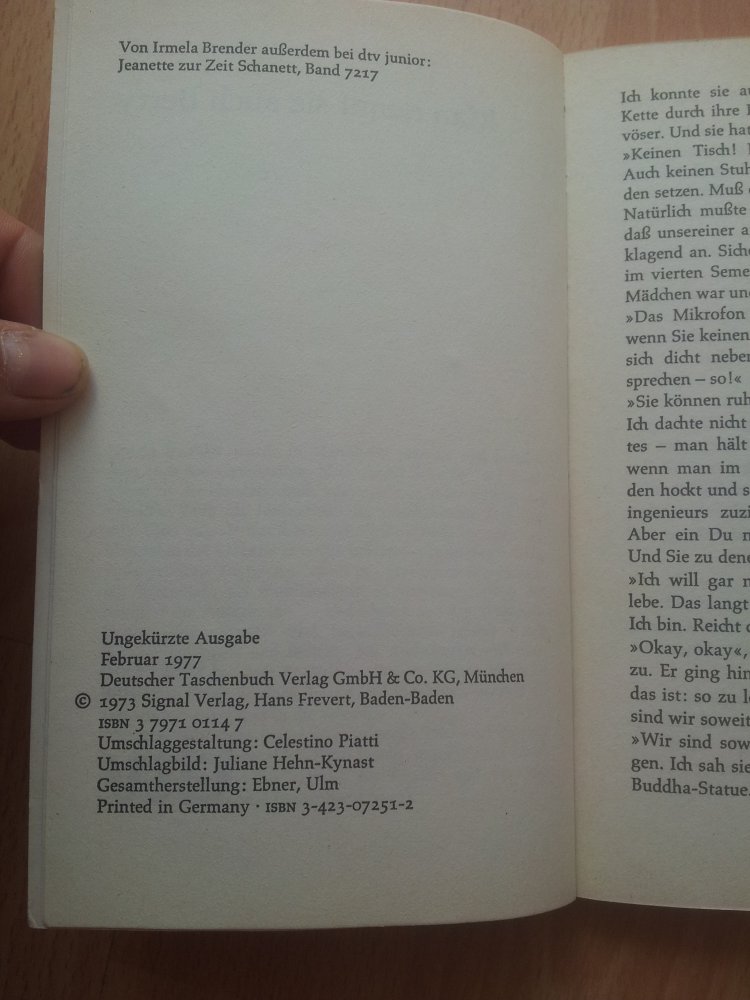 Von Irmela Brender außerdem bei dtv junior:
Jeanette zur Zeit Schanett, Band 7217
Ungekürzte Ausgabe
Februar 1977
Deutscher Taschenbuch Verlag GmbH & Co. KG, München
© 1973 Signal Verlag, Hans Frevert, Baden-Baden
ISBN 3 7971 0114 7
Umschlaggestaltung: Celestino Piatti
Umschlagbild: Juliane Hehn-Kynast
Gesamtherstellung: Ebner, Ulm
Printed in Germany · ISBN 3-423-07251-2
Ich konnte sie
Kette durch ihre
vöser. Und sie
»Keinen Tisch!
Auch keinen
den setzen. Muß
Natürlich mußte
daß unsereiner
klagend an.
im vierten
Mädchen war
»Das Mikrofon
wenn Sie keinen
sich dicht
sprechen – so!«
»Sie können
Ich dachte nicht
tes – man hält
wenn man im
den hockt und
ingenieurs
Aber ein Du
Und Sie zu
»Ich will gar
lebe. Das langt
Ich bin. Reicht
»Okay, okay«,
zu. Er ging
das ist: so zu
sind wir soweit
»Wir sind
gen. Ich sah sie
Buddha-Statue.